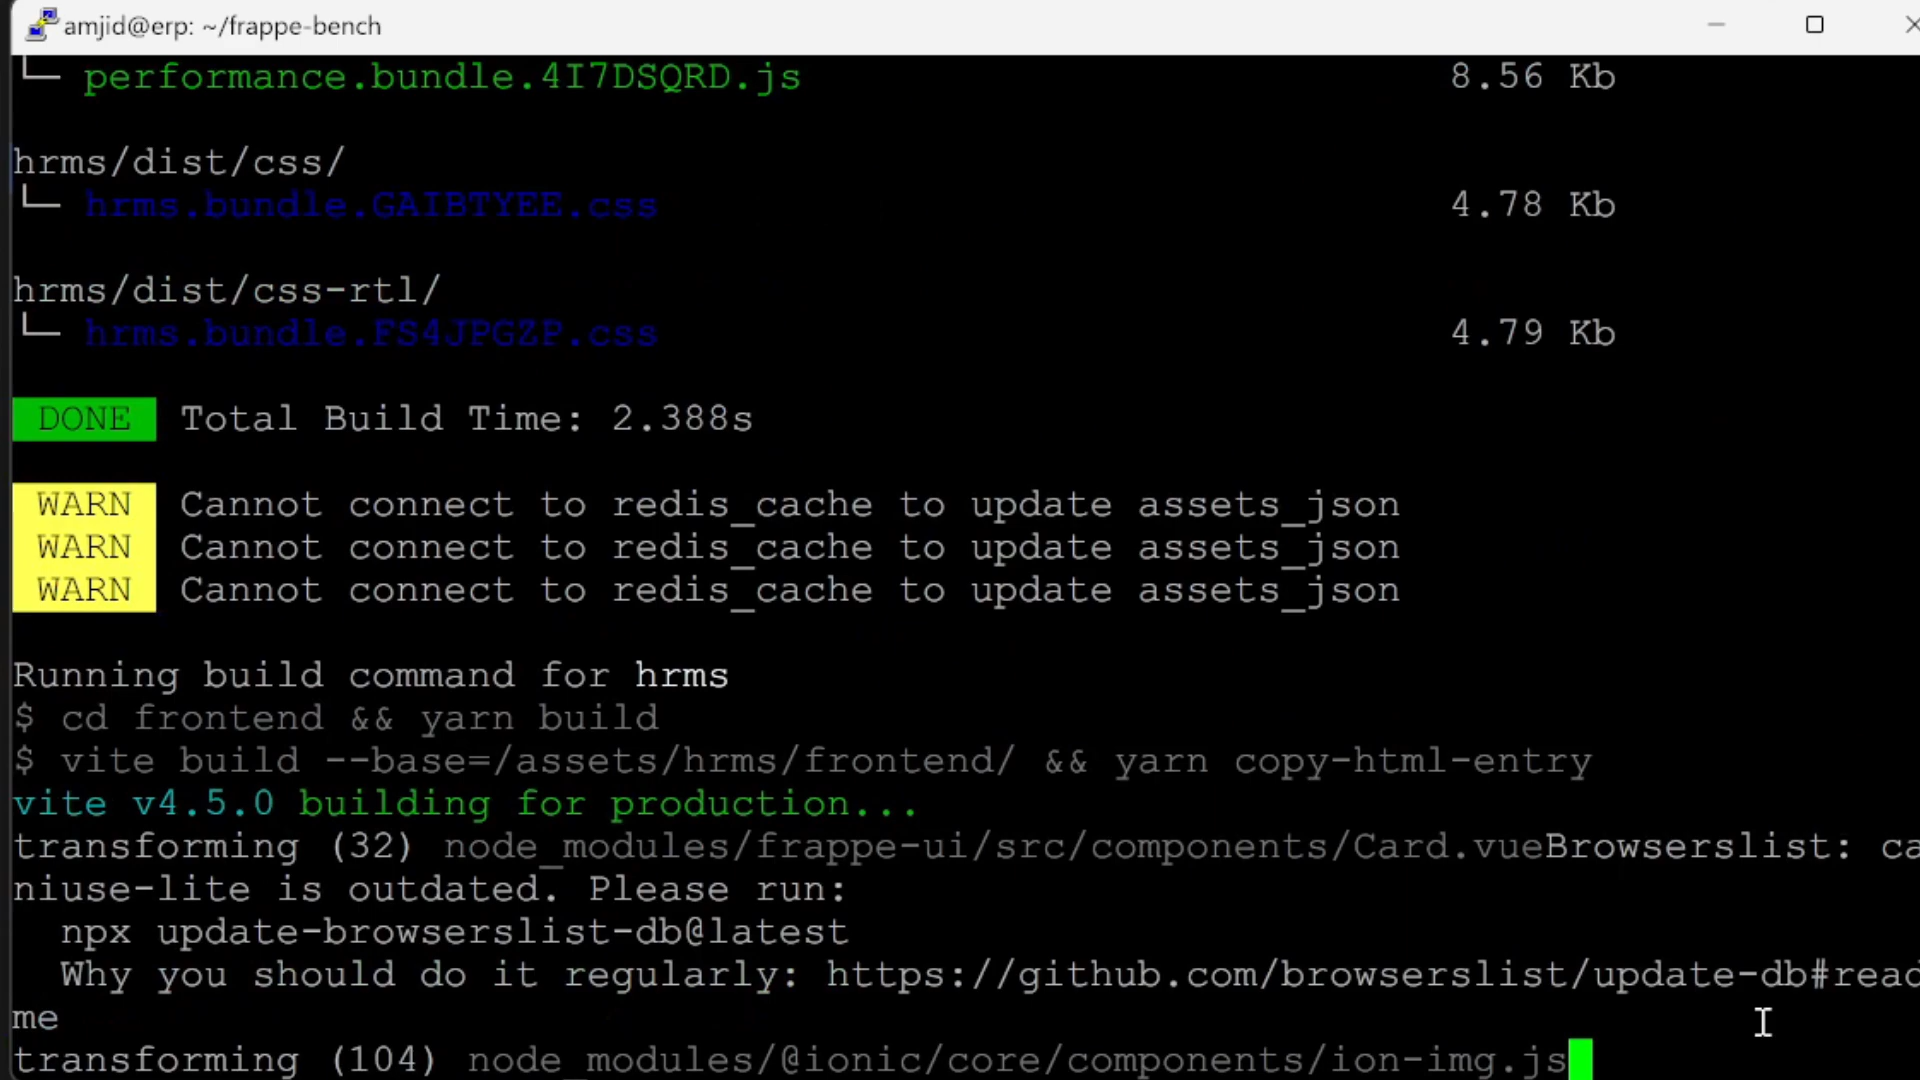 amjid@erp: ~/frappe-bench
└─ performance.bundle.4I7DSQRD.js 8.56 Kb
hrms/dist/css/
└─ hrms.bundle.GAIBTYEE.css 4.78 Kb
hrms/dist/css-rtl/
└─ hrms.bundle.FS4JPGZP.css 4.79 Kb
DONE Total Build Time: 2.388s
WARN Cannot connect to redis_cache to update assets_json
WARN Cannot connect to redis_cache to update assets_json
WARN Cannot connect to redis_cache to update assets_json
Running build command for hrms
$ cd frontend && yarn build
$ vite build --base=/assets/hrms/frontend/ && yarn copy-html-entry
vite v4.5.0 building for production...
transforming (32) node_modules/frappe-ui/src/components/Card.vueBrowserslist: ca
niuse-lite is outdated. Please run:
npx update-browserslist-db@latest
Why you should do it regularly: https://github.com/browserslist/update-db#read
me
transforming (104) node_modules/@ionic/core/components/ion-img.js